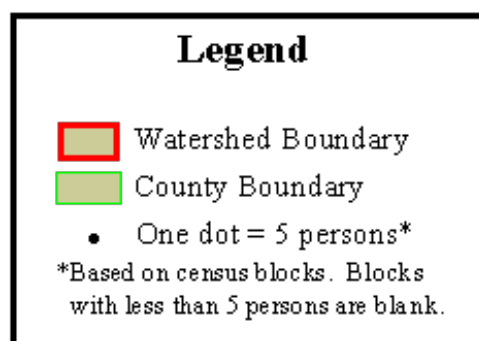 Legend
Watershed Boundary
County Boundary
One dot = 5 persons*
*Based on census blocks. Blocks
with less than 5 persons are blank.